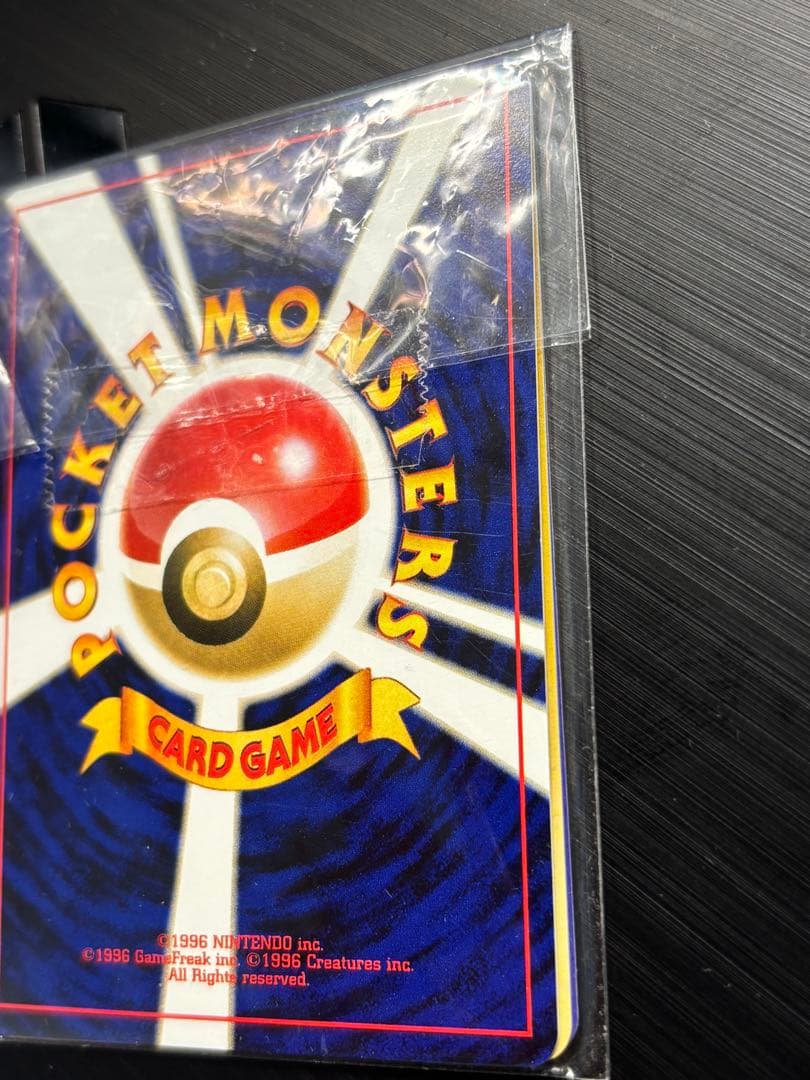 POCKET MONSTERS
CARD GAME
©1996 NINTENDO inc.
©1996 GameFreak inc. ©1996 Creatures inc.
All Rights reserved.